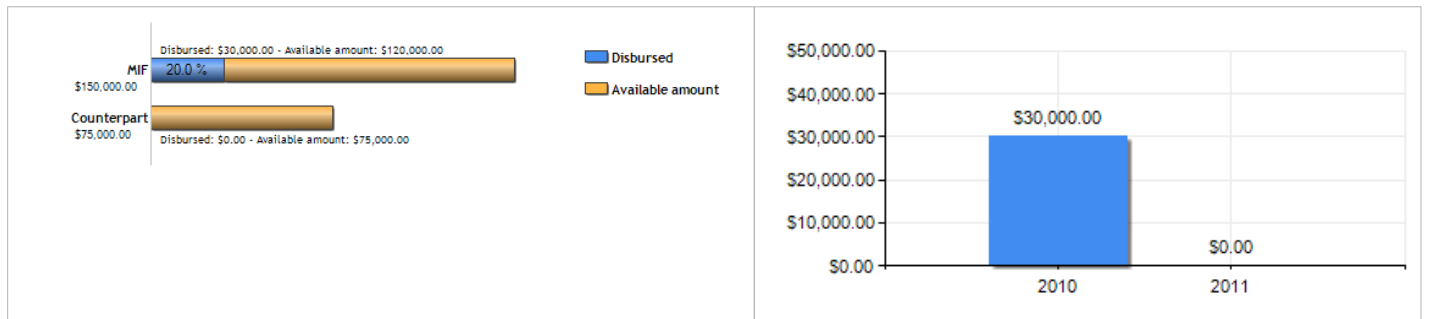 Disbursed: $30,000.00 - Available amount: $120,000.00
MIF
20.0 %
$150,000.00
Counterpart
$75,000.00
Disbursed: $0.00 - Available amount: $75,000.00
Disbursed
Available amount
$50,000.00
$40,000.00
$30,000.00
$20,000.00
$10,000.00
$0.00
$30,000.00
$0.00
2010
2011